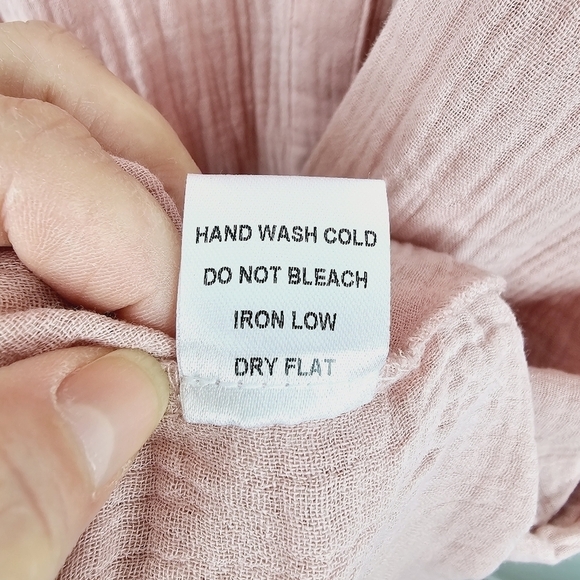 HAND WASH COLD
DO NOT BLEACH
IRON LOW
DRY FLAT